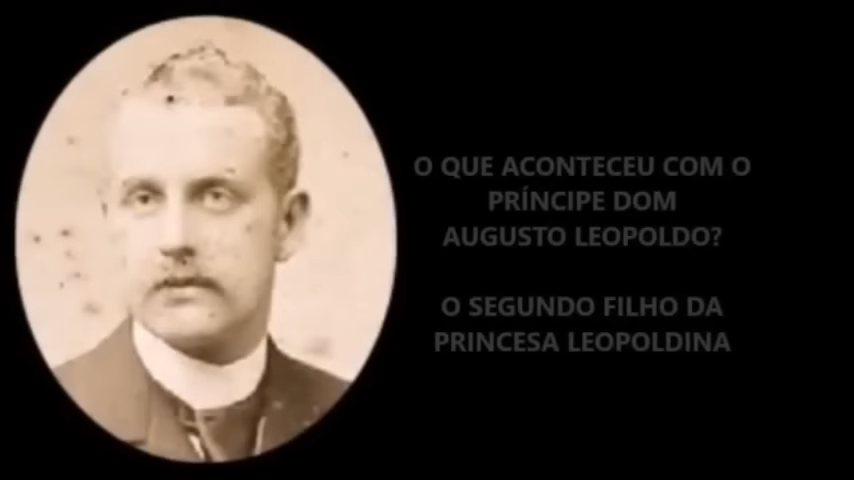 O QUE ACONTECEU COM O
PRÍNCIPE DOM
AUGUSTO LEOPOLDO?
O SEGUNDO FILHO DA
PRINCESA LEOPOLDINA